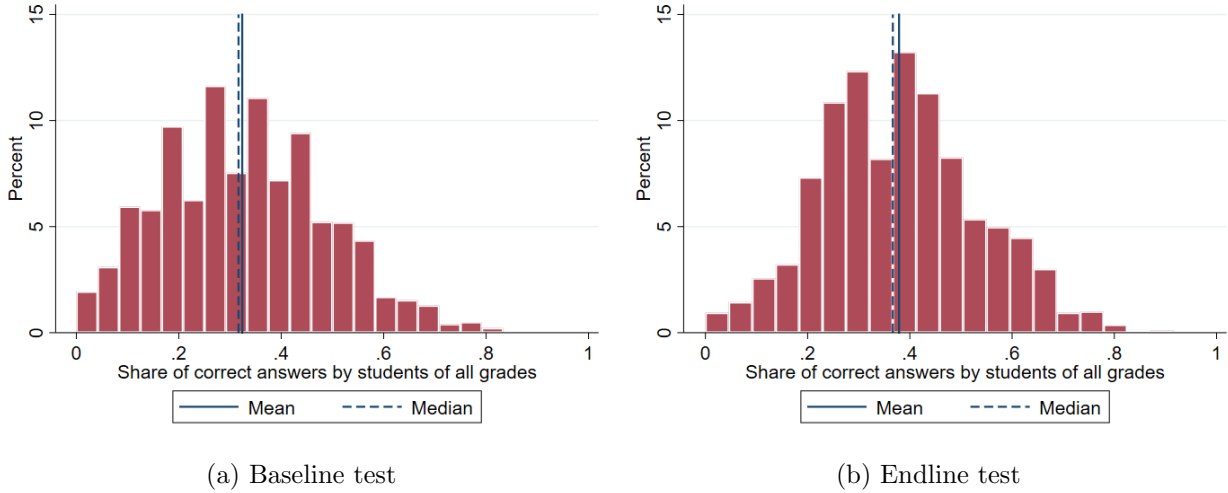 15
10
5
0
Percent
0 .2 .4 .6 .8 1
Share of correct answers by students of all grades
Mean Median
(a) Baseline test
15
10
5
0
Percent
0 .2 .4 .6 .8 1
Share of correct answers by students of all grades
Mean Median
(b) Endline test